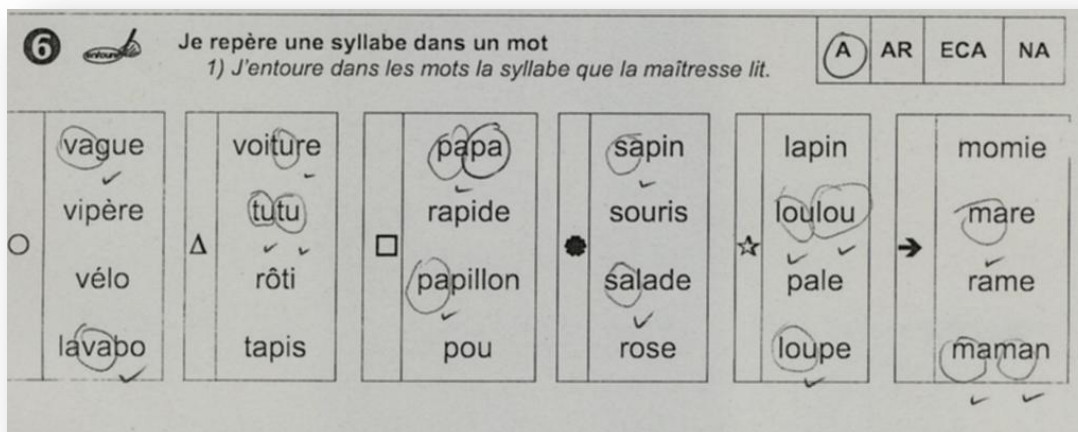 6 entoure Je repère une syllabe dans un mot
1) J'entoure dans les mots la syllabe que la maîtresse lit.
A AR ECA NA
vague voiture papa sapin lapin momie
vipère tutu rapide souris loulou mare
vélo rôti papillon salade pale rame
lavabo tapis pou rose loupe maman